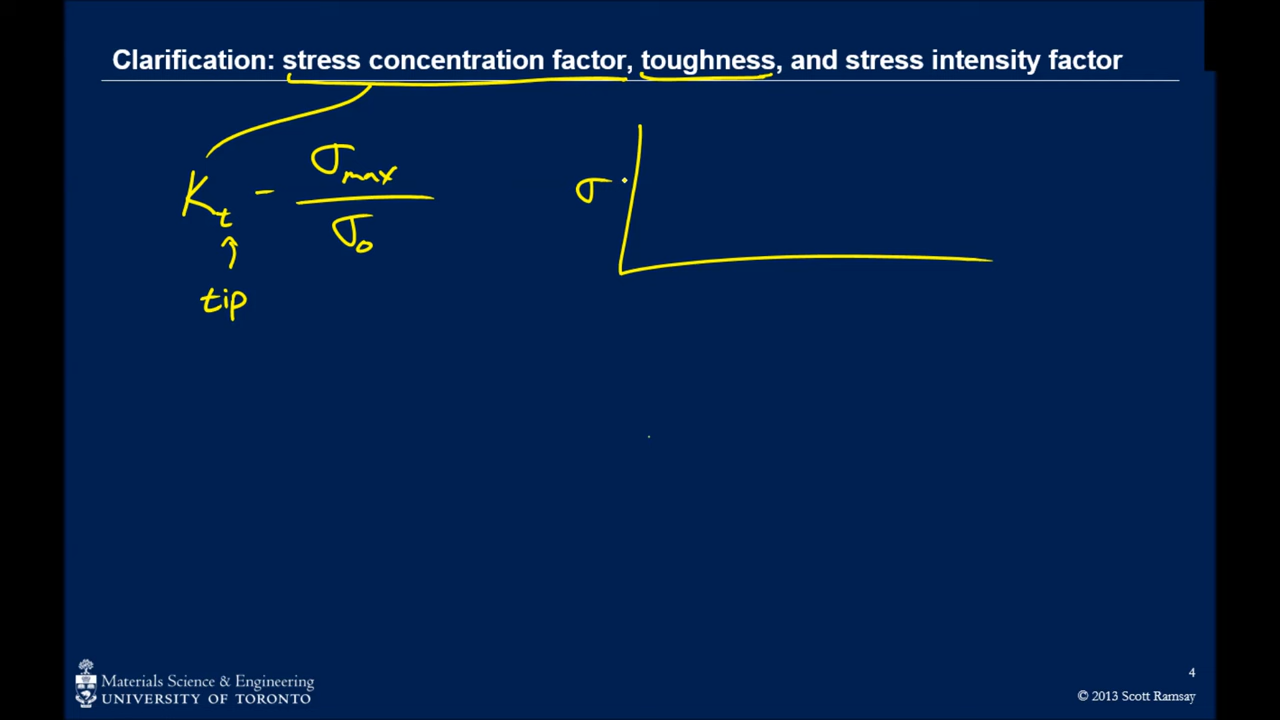 Clarification: stress concentration factor, toughness, and stress intensity factor
Kt - σmax / σ0
tip
σ
Materials Science & Engineering
UNIVERSITY OF TORONTO
4
© 2013 Scott Ramsay